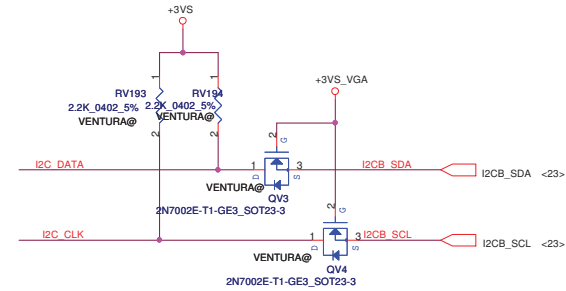 +3VS
+3VS_VGA
1
1
RV193
RV194
2.2K_0402_5%
2.2K_0402_5%
VENTURA@
VENTURA@
2
2
2
G
I2C_DATA
1
3
I2CB_SDA
I2CB_SDA <23>
D
S
VENTURA@
QV3
2N7002E-T1-GE3_SOT23-3
2
G
I2C_CLK
1
3
I2CB_SCL
I2CB_SCL <23>
D
S
VENTURA@
QV4
2N7002E-T1-GE3_SOT23-3